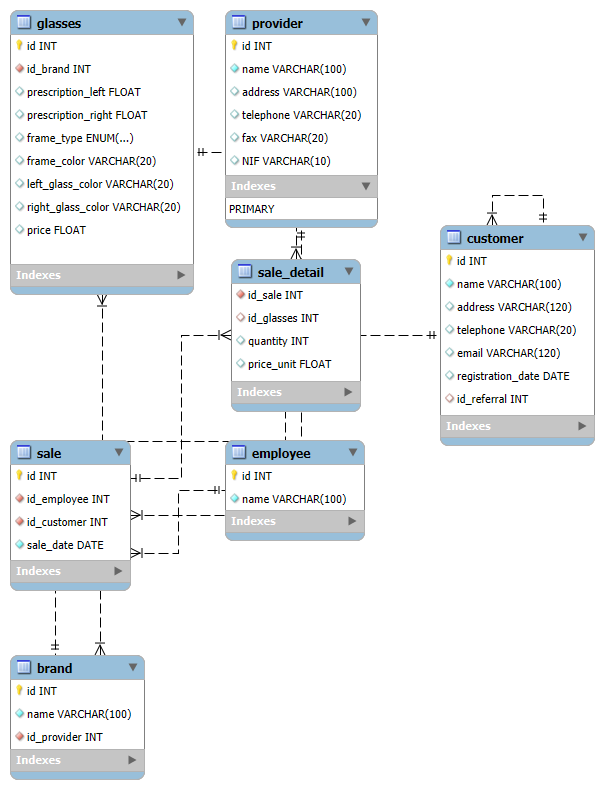 glasses
id INT
id_brand INT
prescription_left FLOAT
prescription_right FLOAT
frame_type ENUM(...)
frame_color VARCHAR(20)
left_glass_color VARCHAR(20)
right_glass_color VARCHAR(20)
price FLOAT
Indexes
provider
id INT
name VARCHAR(100)
address VARCHAR(100)
telephone VARCHAR(20)
fax VARCHAR(20)
NIF VARCHAR(10)
Indexes
PRIMARY
customer
id INT
name VARCHAR(100)
address VARCHAR(120)
telephone VARCHAR(20)
email VARCHAR(120)
registration_date DATE
id_referral INT
Indexes
sale_detail
id_sale INT
id_glasses INT
quantity INT
price_unit FLOAT
Indexes
sale
id INT
id_employee INT
id_customer INT
sale_date DATE
Indexes
employee
id INT
name VARCHAR(100)
Indexes
brand
id INT
name VARCHAR(100)
id_provider INT
Indexes